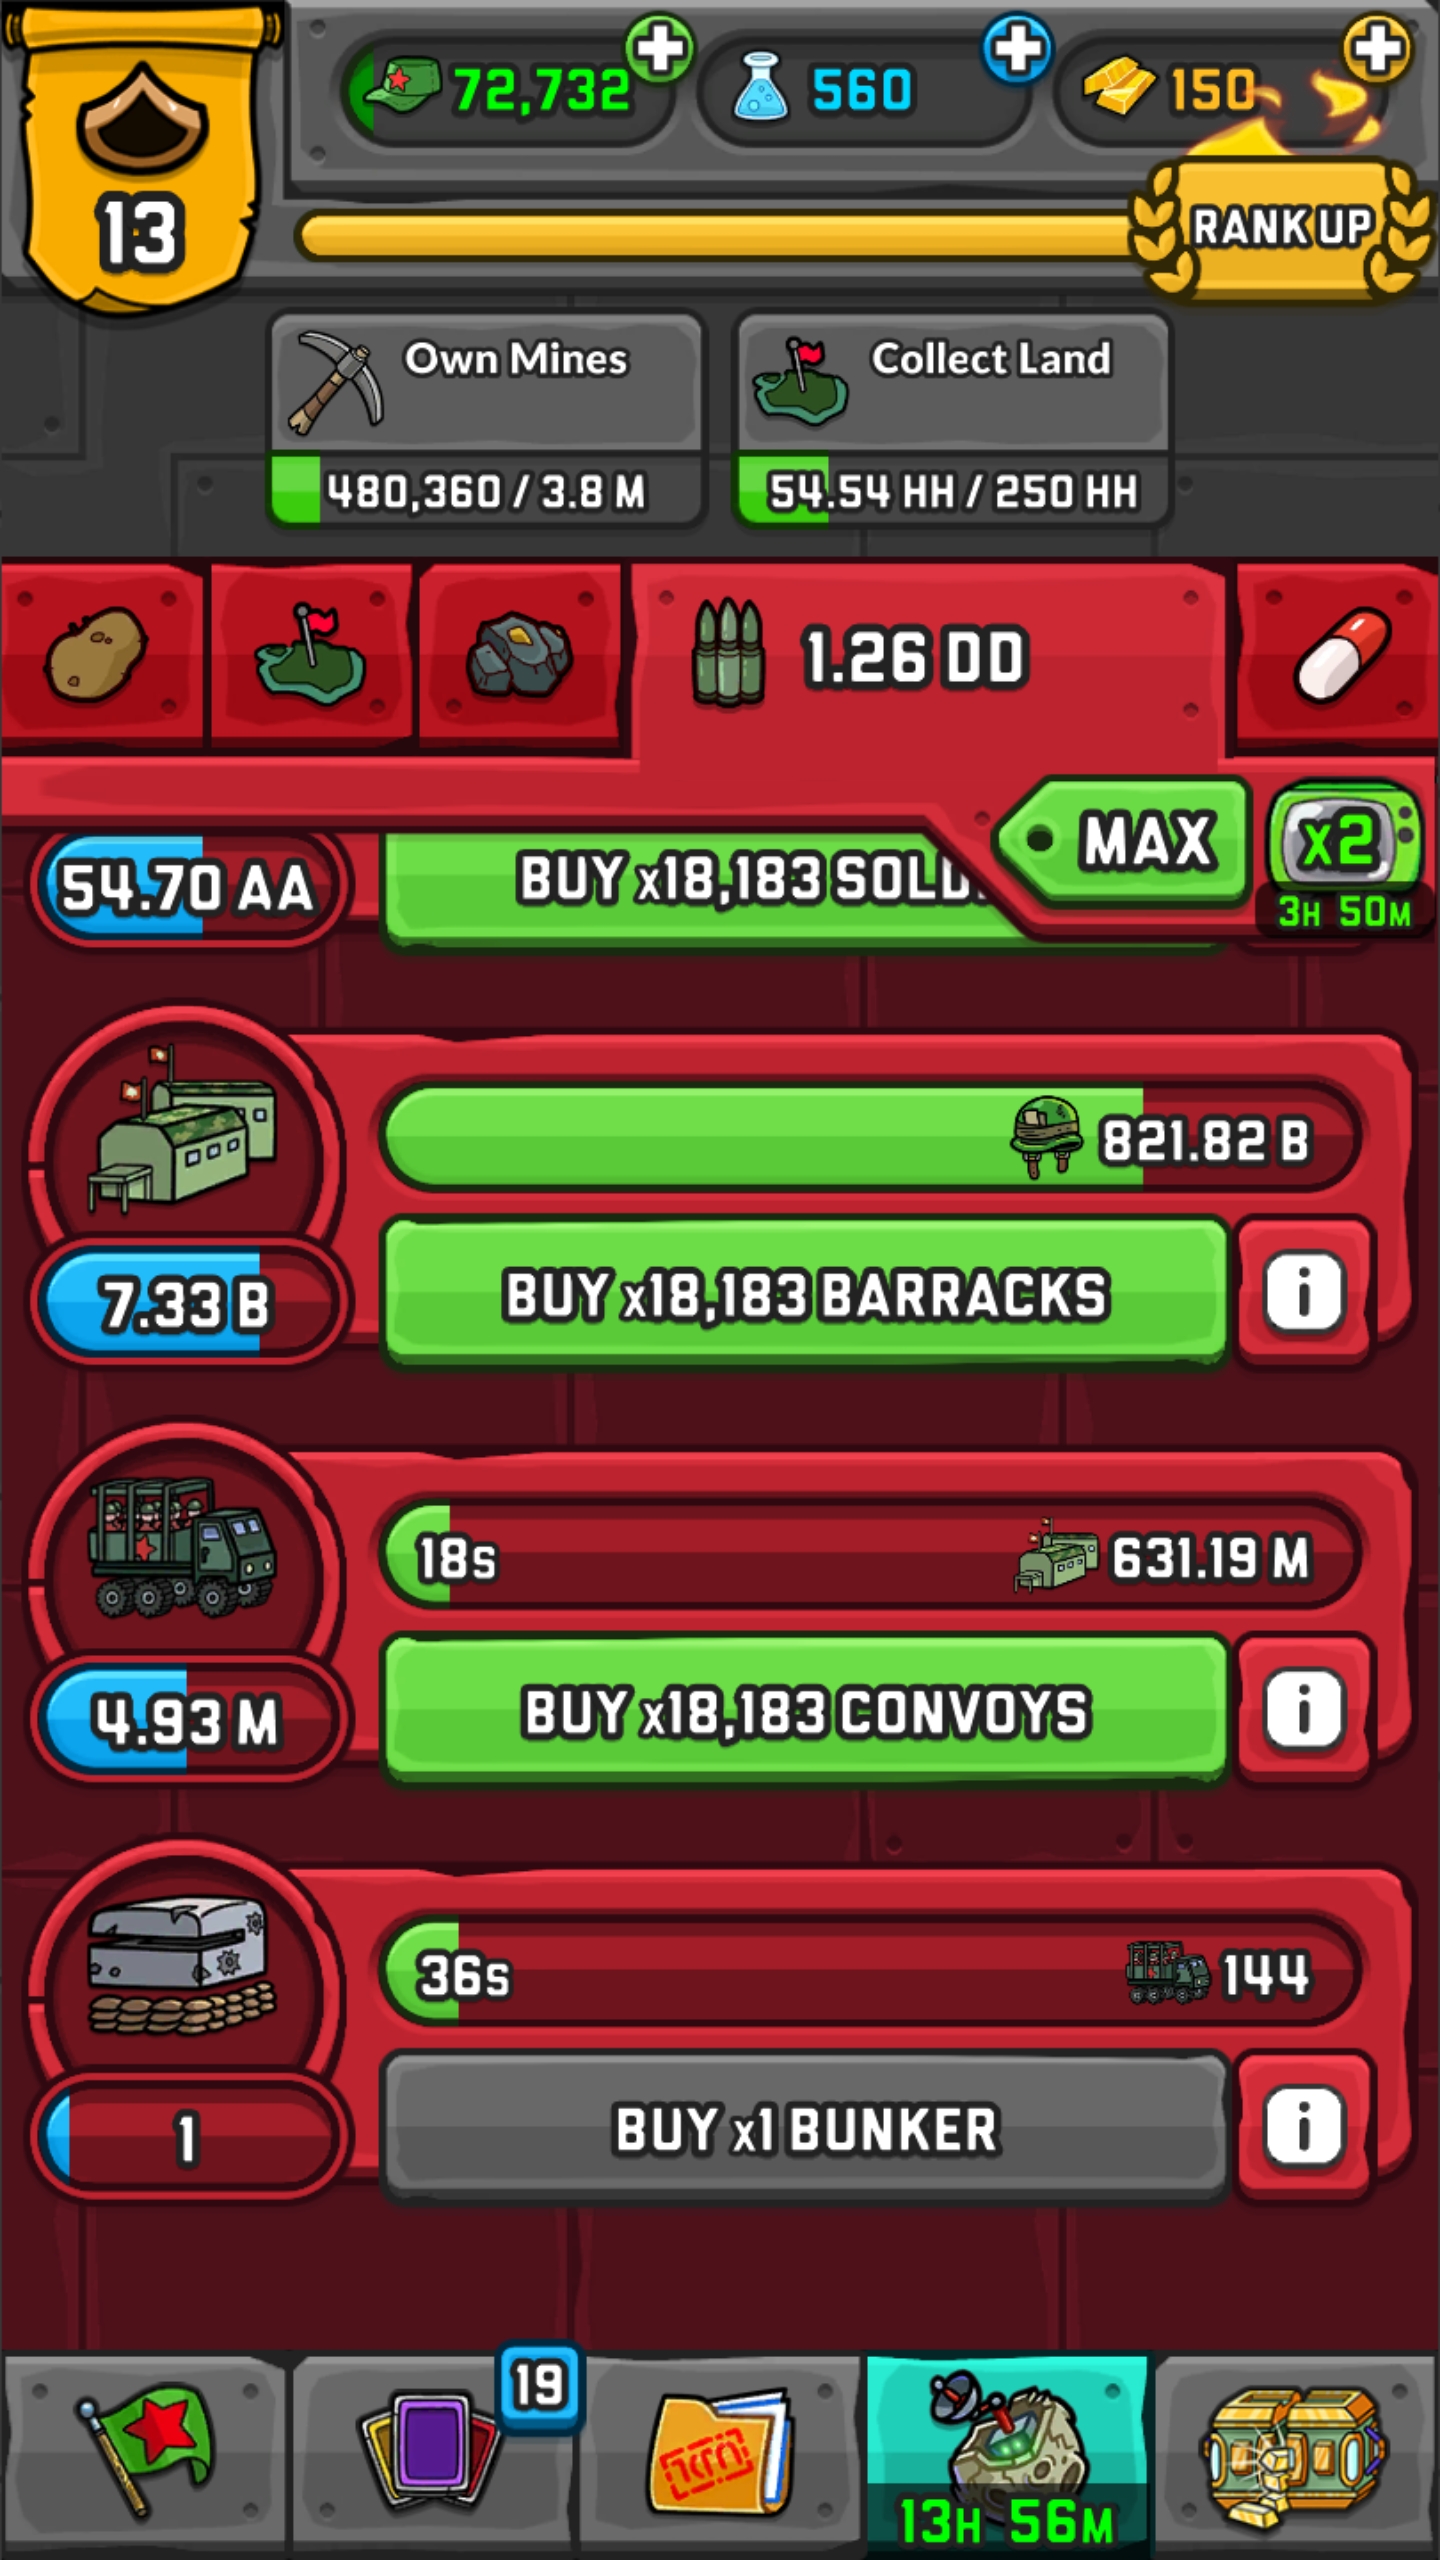 72,732
560
150
13
RANK UP
Own Mines
Collect Land
480,360 / 3.8 M
54.54 HH / 250 HH
1.26 DD
MAX
x2
3H 50M
54.70 AA
BUY x18,183 SOLD
821.82 B
7.33 B
BUY x18,183 BARRACKS
i
18s
631.19 M
4.93 M
BUY x18,183 CONVOYS
i
36s
144
1
BUY x1 BUNKER
i
19
13H 56M